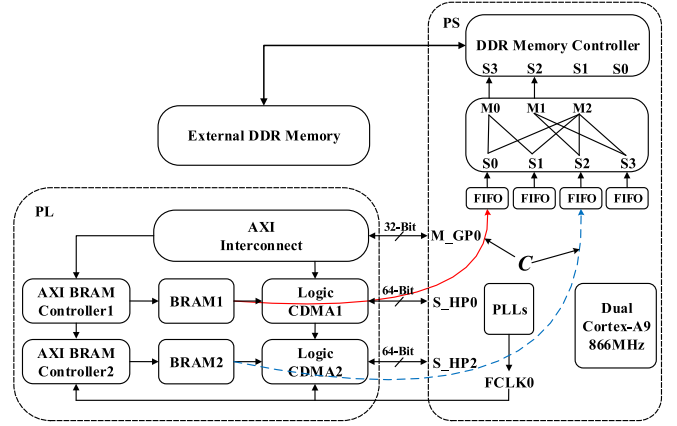 PS
DDR Memory Controller
S3 S2 S1 S0
M0 M1 M2
S0 S1 S2 S3
FIFO FIFO FIFO FIFO
External DDR Memory
PL
AXI
Interconnect
32-Bit
M_GP0
C
AXI BRAM
Controller1
BRAM1
Logic
CDMA1
64-Bit
S_HP0
PLLs
Dual
Cortex-A9
866MHz
AXI BRAM
Controller2
BRAM2
Logic
CDMA2
64-Bit
S_HP2
FCLK0